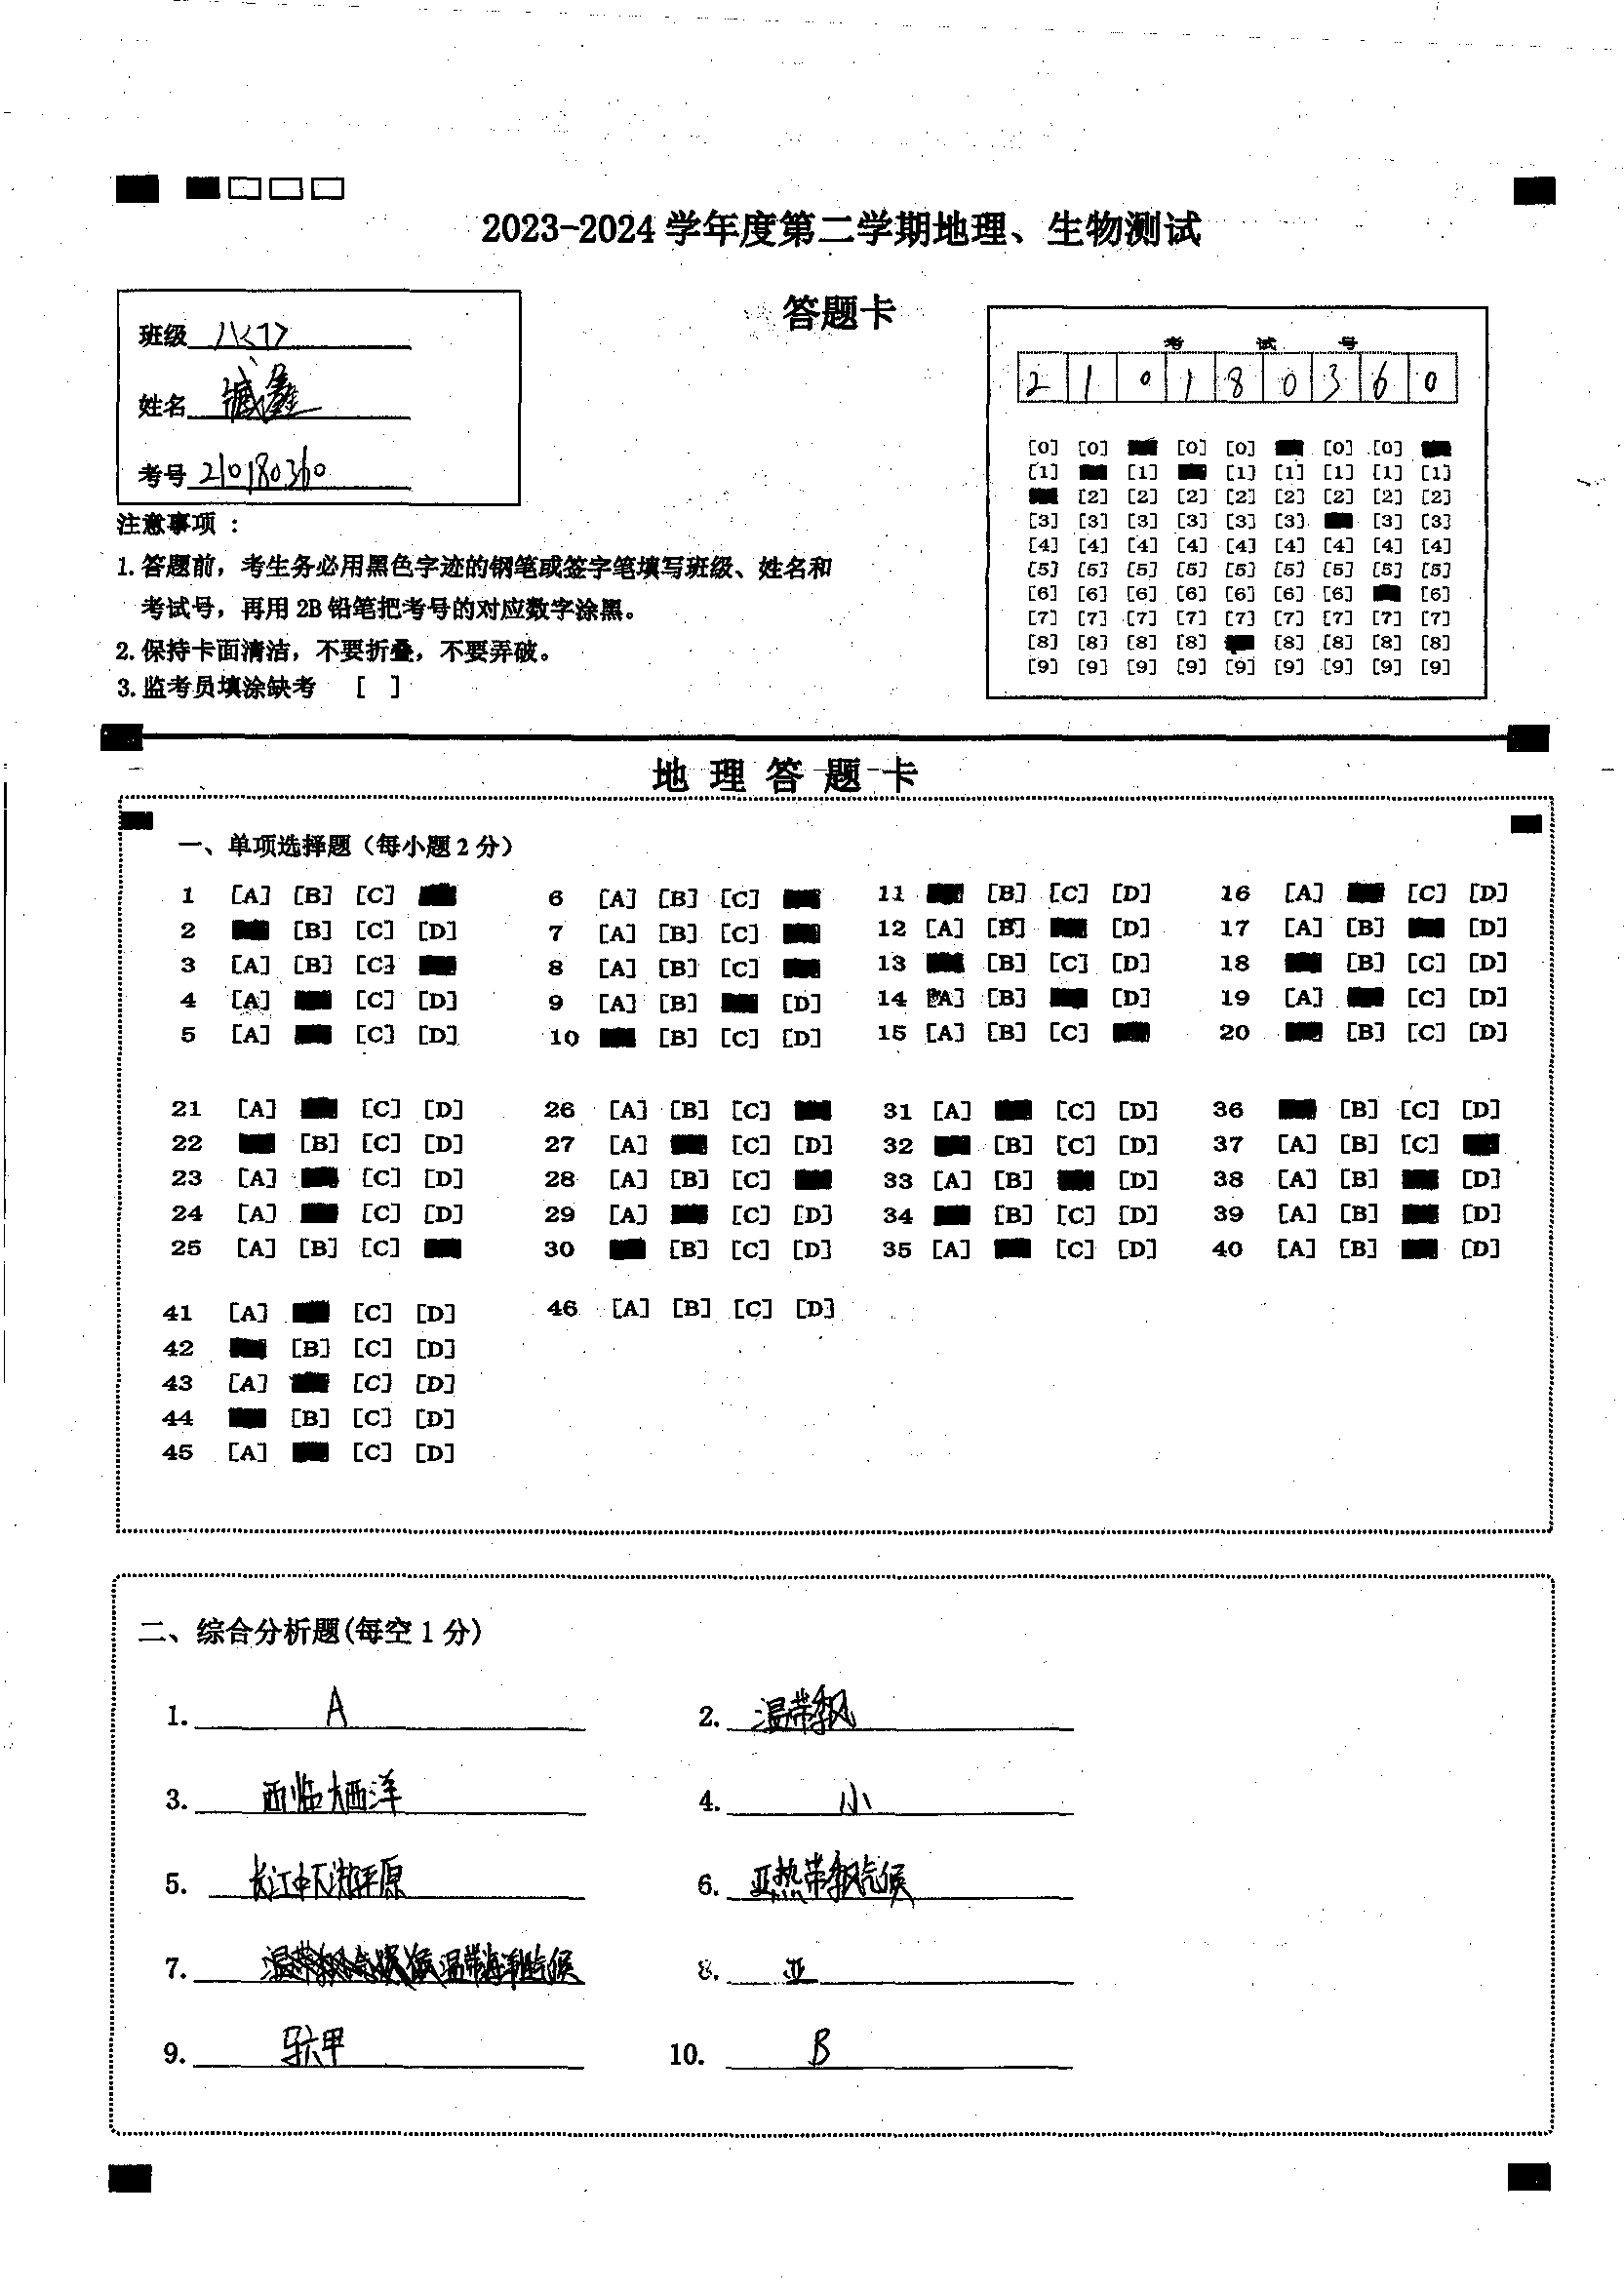 2023-2024 学年度第二学期地理、生物测试
答题卡
班级 八<7>
姓名
考号 210180360
考 试 号
2 1 0 1 8 0 3 6 0
[0] [0] [0] [0] [0] [0]
[1] [1] [1] [1] [1] [1] [1]
[2] [2] [2] [2] [2] [2] [2] [2]
[3] [3] [3] [3] [3] [3] [3] [3]
[4] [4] [4] [4] [4] [4] [4] [4] [4]
[5] [5] [5] [5] [5] [5] [5] [5] [5]
[6] [6] [6] [6] [6] [6] [6] [6]
[7] [7] [7] [7] [7] [7] [7] [7] [7]
[8] [8] [8] [8] [8] [8] [8] [8]
[9] [9] [9] [9] [9] [9] [9] [9] [9]
注意事项：
1. 答题前，考生务必用黑色字迹的钢笔或签字笔填写班级、姓名和
考试号，再用 2B 铅笔把考号的对应数字涂黑。
2. 保持卡面清洁，不要折叠，不要弄破。
3. 监考员填涂缺考 [ ]
地 理 答 题 卡
一、单项选择题（每小题 2 分）
1 [A] [B] [C] 6 [A] [B] [C] 11 [B] [C] [D] 16 [A] [C] [D]
2 [B] [C] [D] 7 [A] [B] [C] 12 [A] [B] [D] 17 [A] [B] [D]
3 [A] [B] [C] 8 [A] [B] [C] 13 [B] [C] [D] 18 [B] [C] [D]
4 [A] [C] [D] 9 [A] [B] [D] 14 [A] [B] [D] 19 [A] [C] [D]
5 [A] [C] [D] 10 [B] [C] [D] 15 [A] [B] [C] 20 [B] [C] [D]
21 [A] [C] [D] 26 [A] [B] [C] 31 [A] [C] [D] 36 [B] [C] [D]
22 [B] [C] [D] 27 [A] [C] [D] 32 [B] [C] [D] 37 [A] [B] [C]
23 [A] [C] [D] 28 [A] [B] [C] 33 [A] [B] [D] 38 [A] [B] [D]
24 [A] [C] [D] 29 [A] [C] [D] 34 [B] [C] [D] 39 [A] [B] [D]
25 [A] [B] [C] 30 [B] [C] [D] 35 [A] [C] [D] 40 [A] [B] [D]
41 [A] [C] [D] 46 [A] [B] [C] [D]
42 [B] [C] [D]
43 [A] [C] [D]
44 [B] [C] [D]
45 [A] [C] [D]
二、综合分析题(每空 1 分)
1. A 2. 温带季风
3. 西临大西洋 4. 小
5. 长江中下游平原 6. 亚热带季风气候
7. 温带海洋性气候 8. 亚
9. 马六甲 10. B